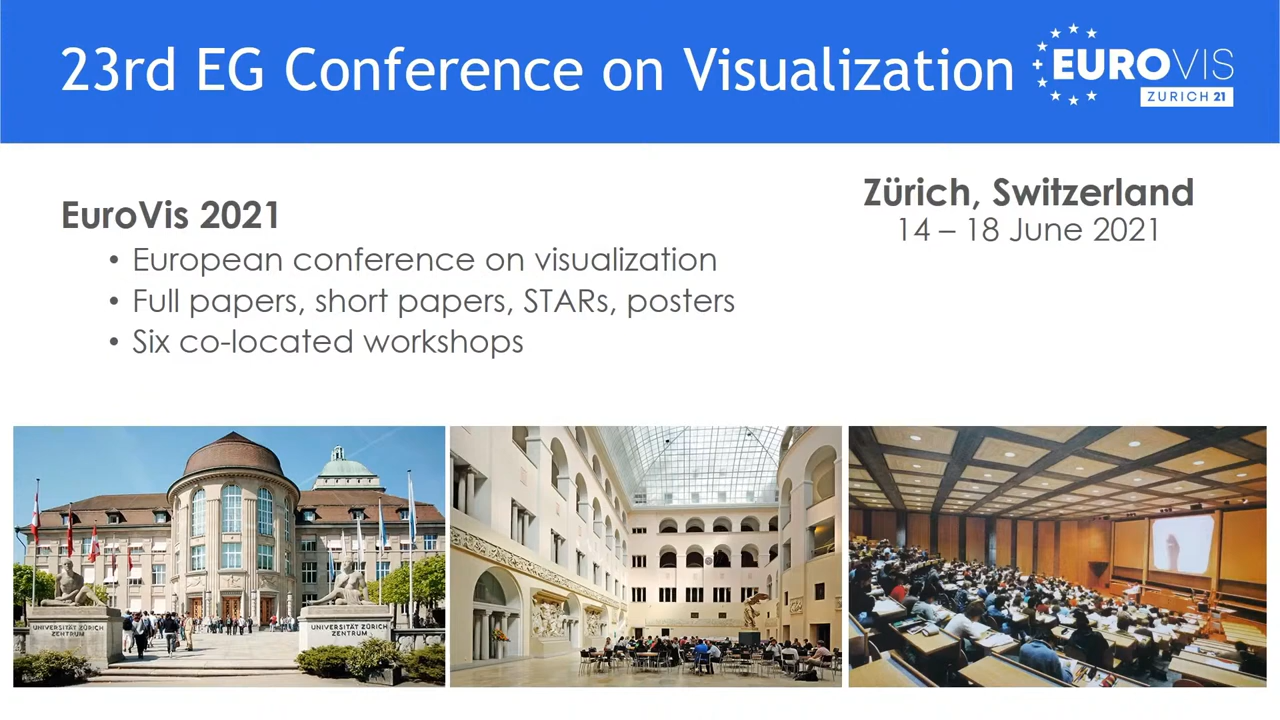 23rd EG Conference on Visualization
EUROVIS
ZURICH 21
Zürich, Switzerland
14 – 18 June 2021
EuroVis 2021
• European conference on visualization
• Full papers, short papers, STARs, posters
• Six co-located workshops
UNIVERSITÄT ZÜRICH
ZENTRUM
UNIVERSITÄT ZÜRICH
ZENTRUM